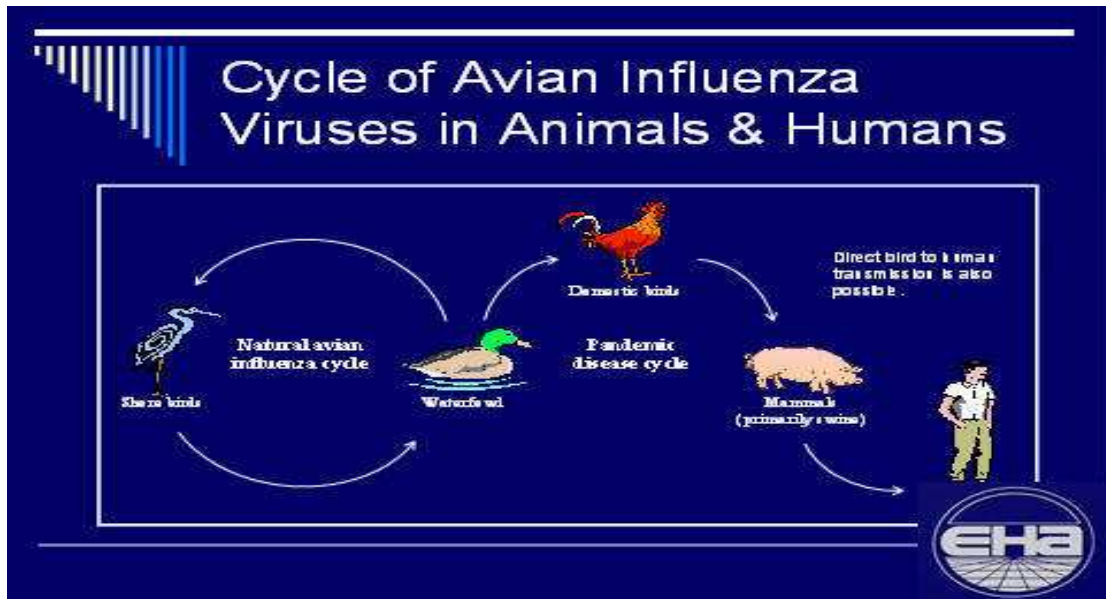 Cycle of Avian Influenza
Viruses in Animals & Humans
Domestic birds
Direct bird to human
transmission is also
possible.
Natural avian
influenza cycle
Pandemic
disease cycle
Shore birds
Waterfowl
Mammals
(primarily swine)
EHa